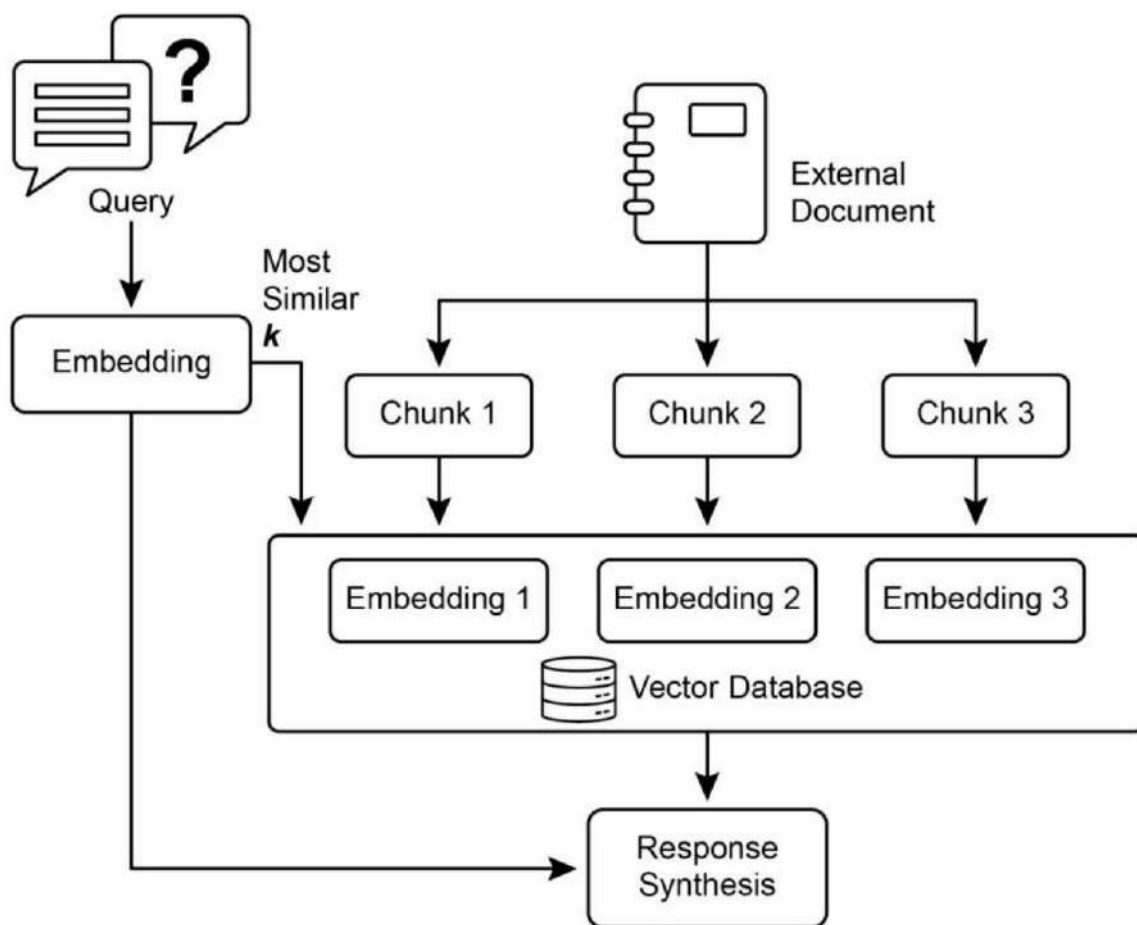 ?
Query
External
Document
Most
Similar
k
Embedding
Chunk 1
Chunk 2
Chunk 3
Embedding 1
Embedding 2
Embedding 3
Vector Database
Response
Synthesis